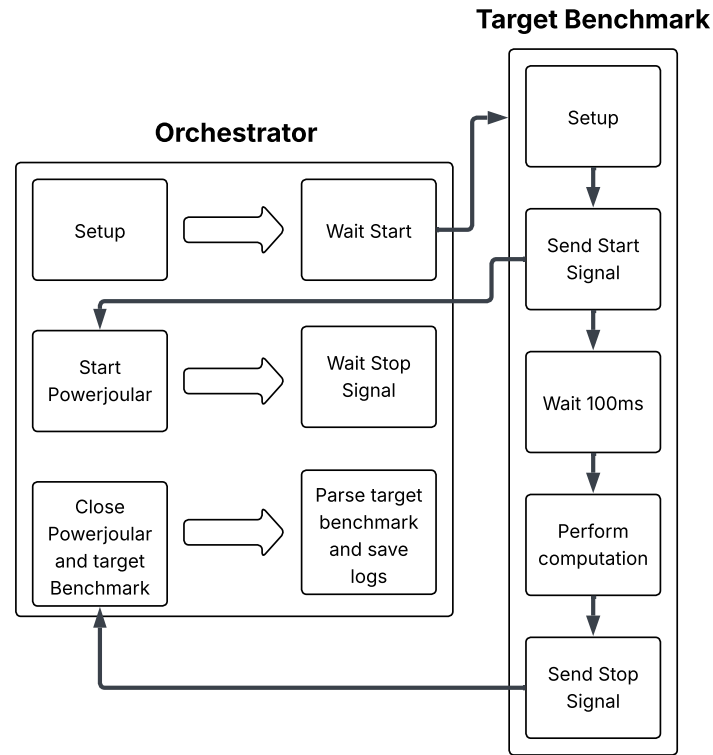 Target Benchmark
Orchestrator
Setup
Wait Start
Start
Powerjoular
Wait Stop
Signal
Close
Powerjoular
and target
Benchmark
Parse target
benchmark
and save
logs
Setup
Send Start
Signal
Wait 100ms
Perform
computation
Send Stop
Signal